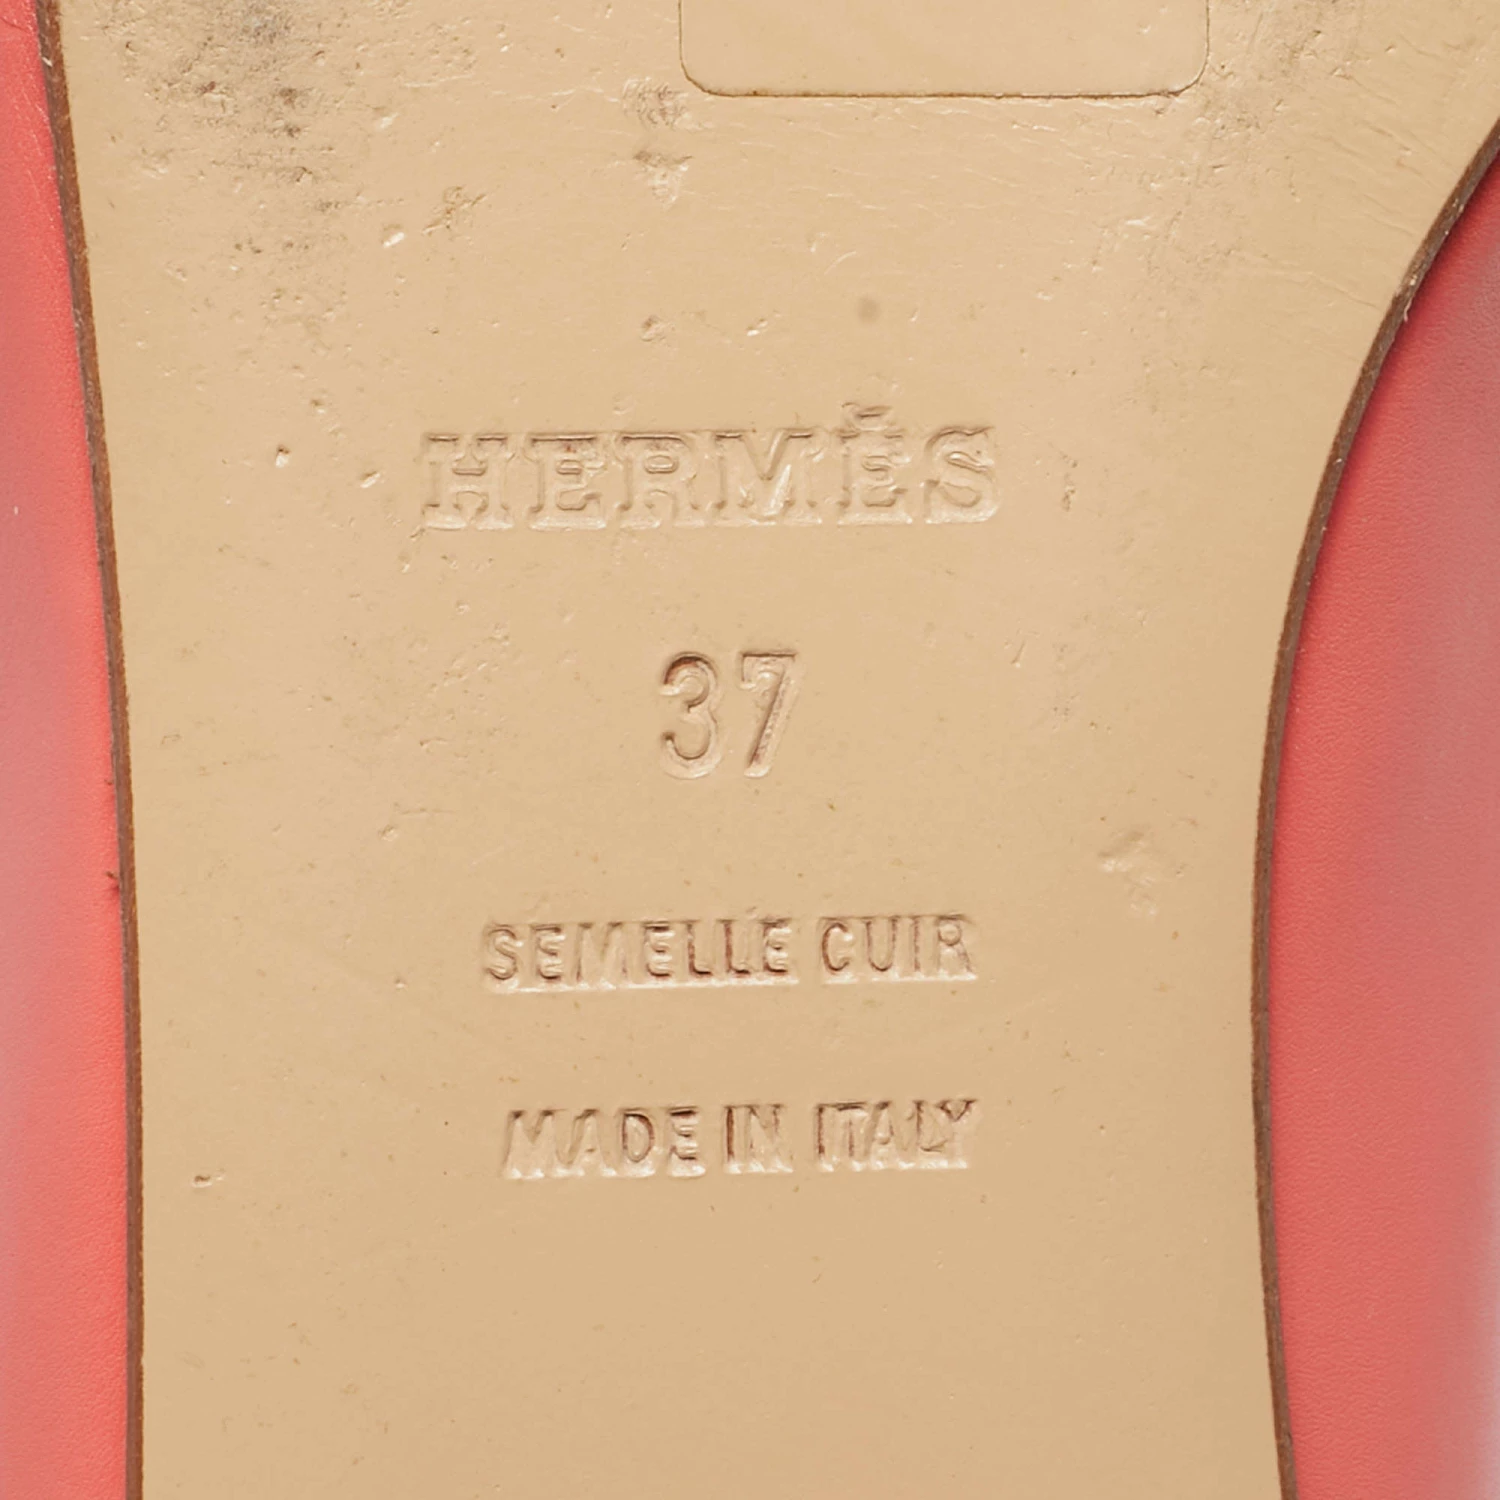 HERMÈS
37
SEMELLE CUIR
MADE IN ITALY